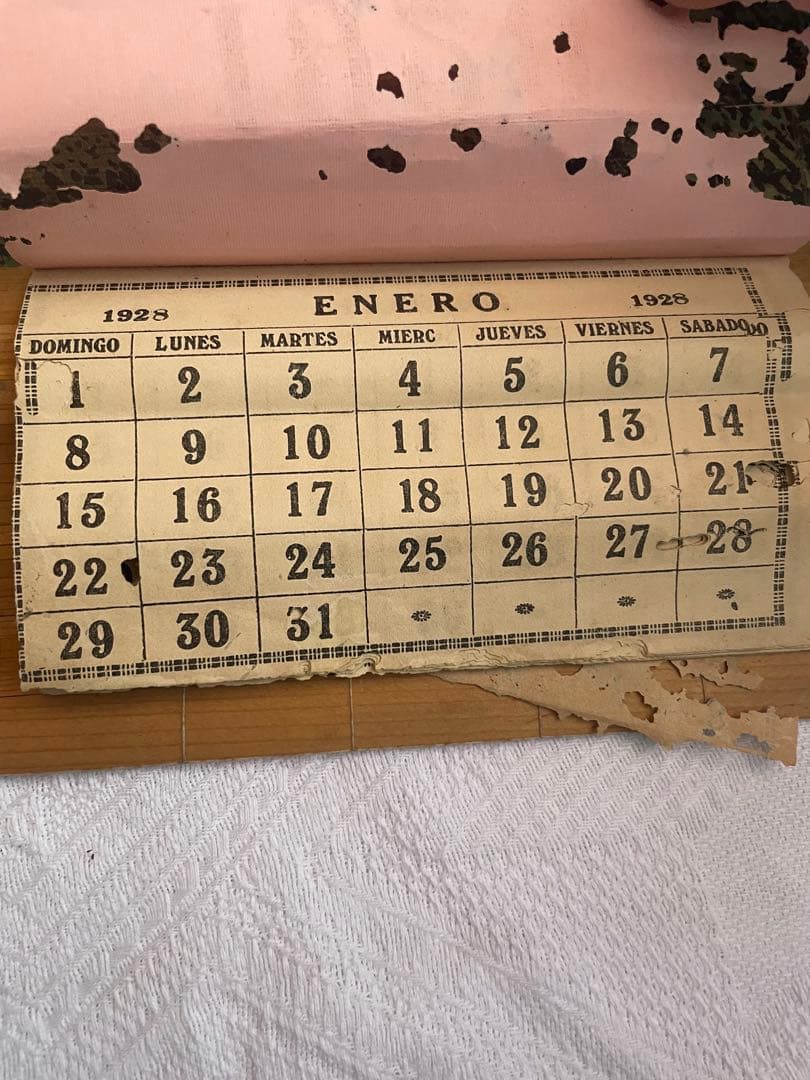 1928 ENERO 1928
DOMINGO LUNES MARTES MIERC JUEVES VIERNES SABADO
1 2 3 4 5 6 7
8 9 10 11 12 13 14
15 16 17 18 19 20 21
22 23 24 25 26 27 28
29 30 31